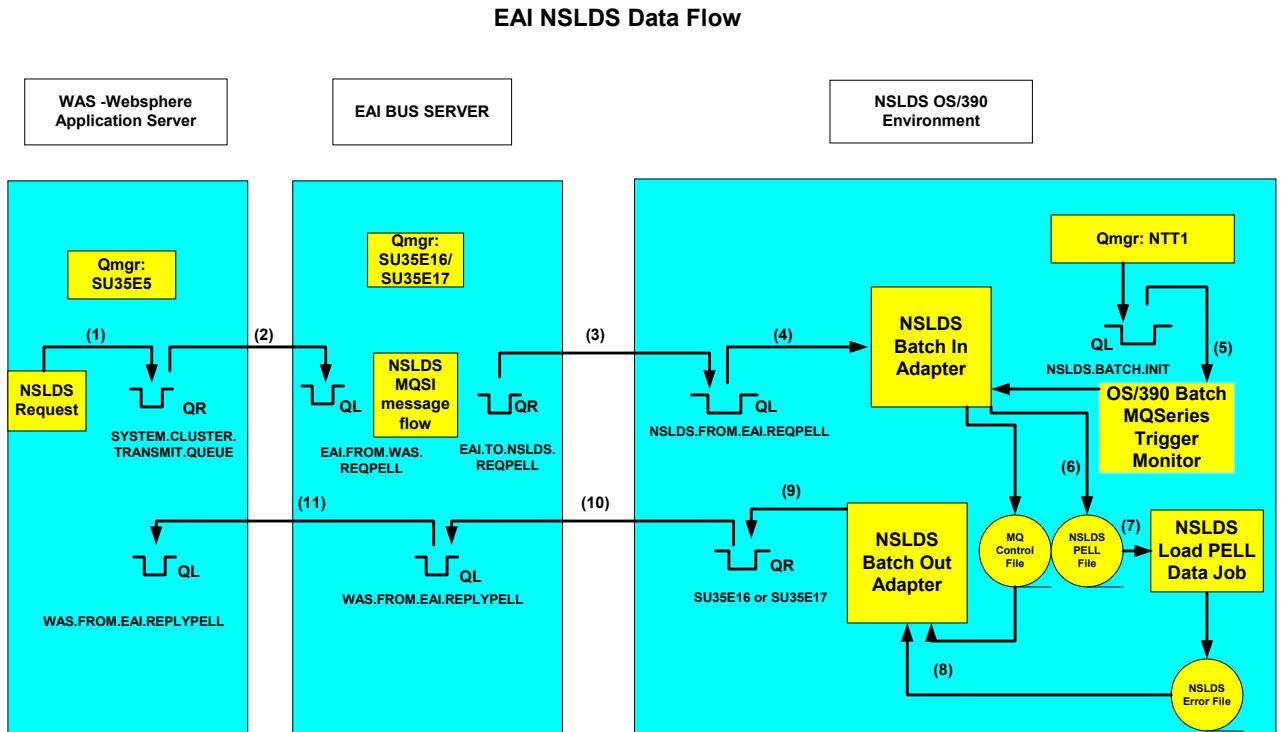 EAI NSLDS Data Flow
WAS -Websphere
Application Server
EAI BUS SERVER
NSLDS OS/390
Environment
Qmgr:
SU35E5
(1)
NSLDS
Request
QR
SYSTEM.CLUSTER.
TRANSMIT.QUEUE
(2)
Qmgr:
SU35E16/
SU35E17
QL
EAI.FROM.WAS.
REQPELL
NSLDS
MQSI
message
flow
QR
EAI.TO.NSLDS.
REQPELL
(3)
QL
NSLDS.FROM.EAI.REQPELL
(4)
NSLDS
Batch In
Adapter
Qmgr: NTT1
QL
NSLDS.BATCH.INIT
(5)
OS/390 Batch
MQSeries
Trigger
Monitor
(6)
MQ
Control
File
NSLDS
PELL
File
(7)
NSLDS
Load PELL
Data Job
NSLDS
Error File
(8)
NSLDS
Batch Out
Adapter
(9)
QR
SU35E16 or SU35E17
(10)
QL
WAS.FROM.EAI.REPLYPELL
(11)
QL
WAS.FROM.EAI.REPLYPELL